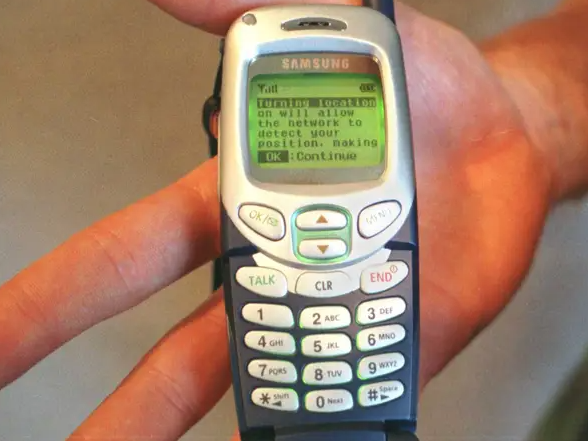 SAMSUNG
Turning location
on will allow
the network to
detect your
position, making
OK :Continue
OK/✉ MENU
TALK CLR END
1 2 ABC 3 DEF
4 GHI 5 JKL 6 MNO
7 PQRS 8 TUV 9 WXYZ
* Shift 0 Next # Space